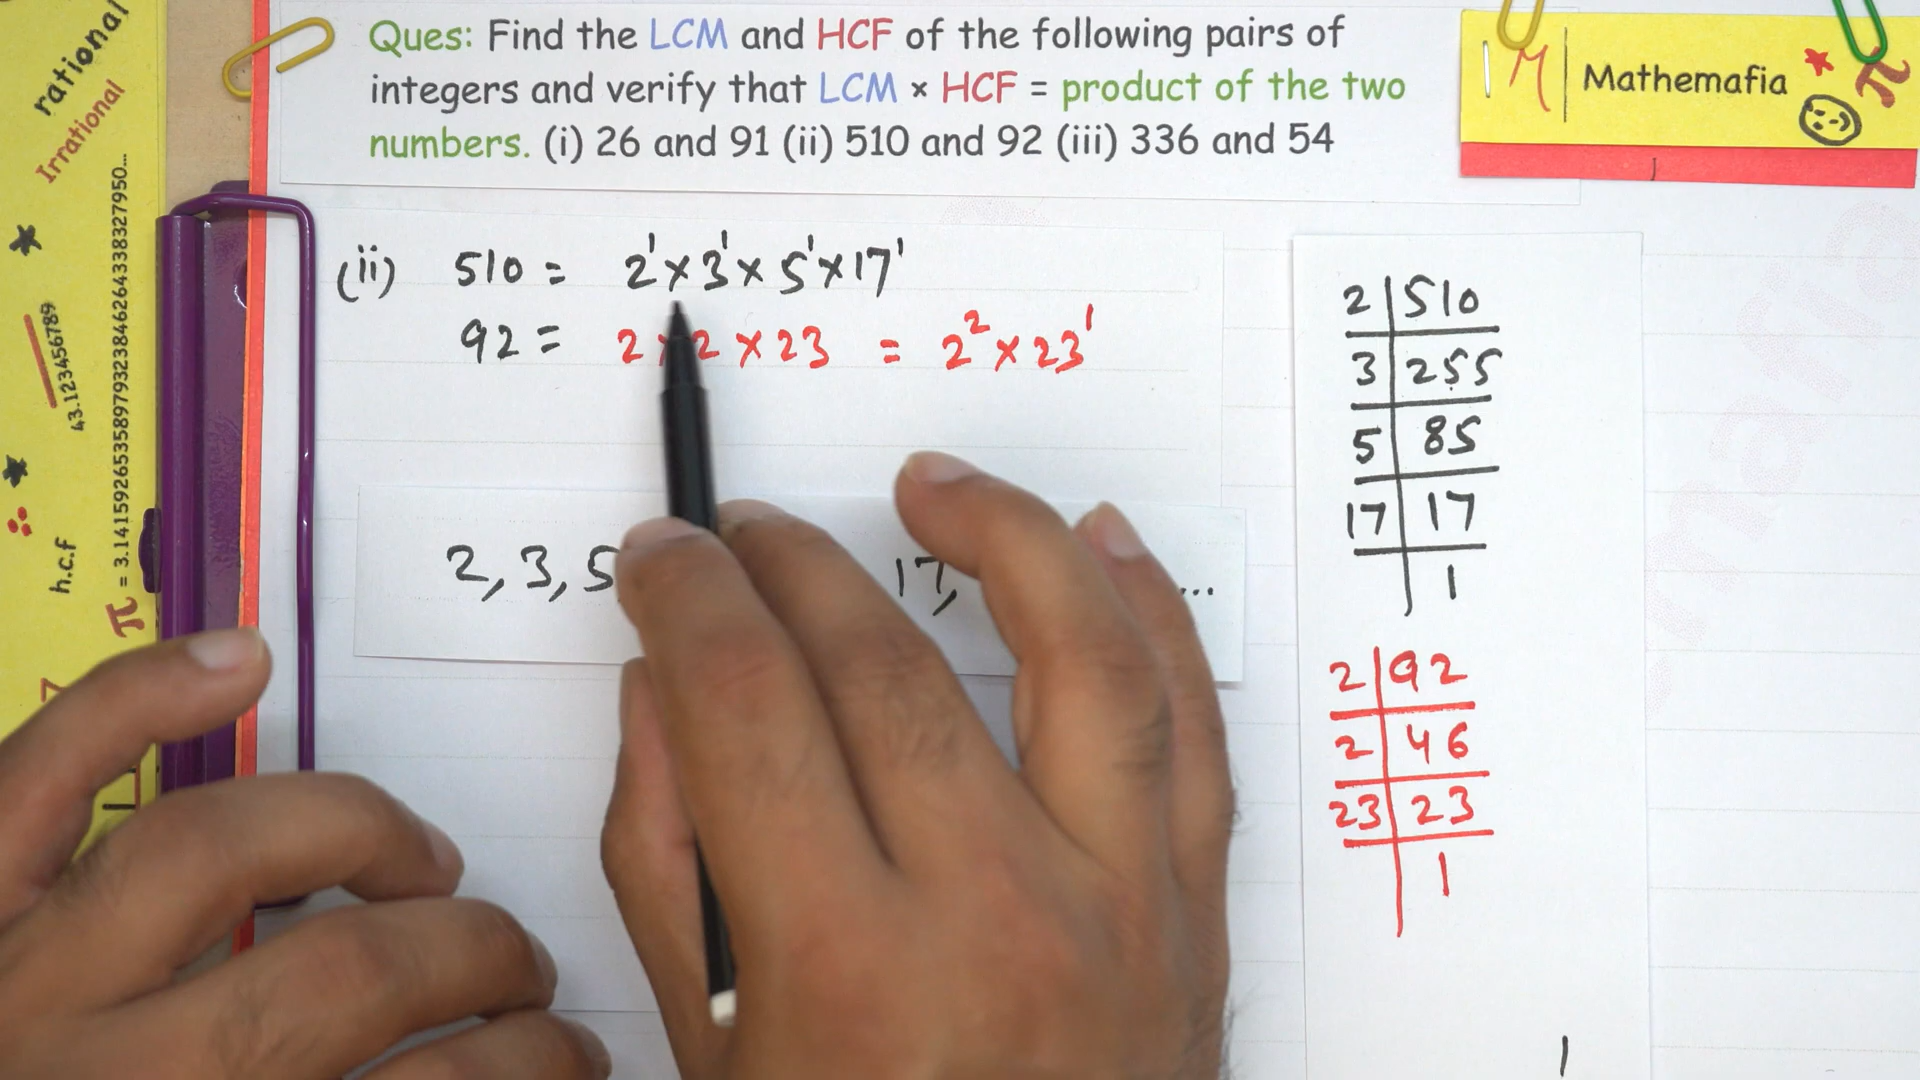 Ques: Find the LCM and HCF of the following pairs of
integers and verify that LCM × HCF = product of the two
numbers. (i) 26 and 91 (ii) 510 and 92 (iii) 336 and 54
M Mathemafia π
rational
Irrational
43.123456789
π = 3.14159265358979323846264338327950...
h.c.f
(ii) 510 = 2¹ × 3¹ × 5¹ × 17¹
92 = 2 × 2 × 23 = 2² × 23¹
2, 3, 5 17, ...
2 | 510
3 | 255
5 | 85
17 | 17
| 1
2 | 92
2 | 46
23 | 23
| 1